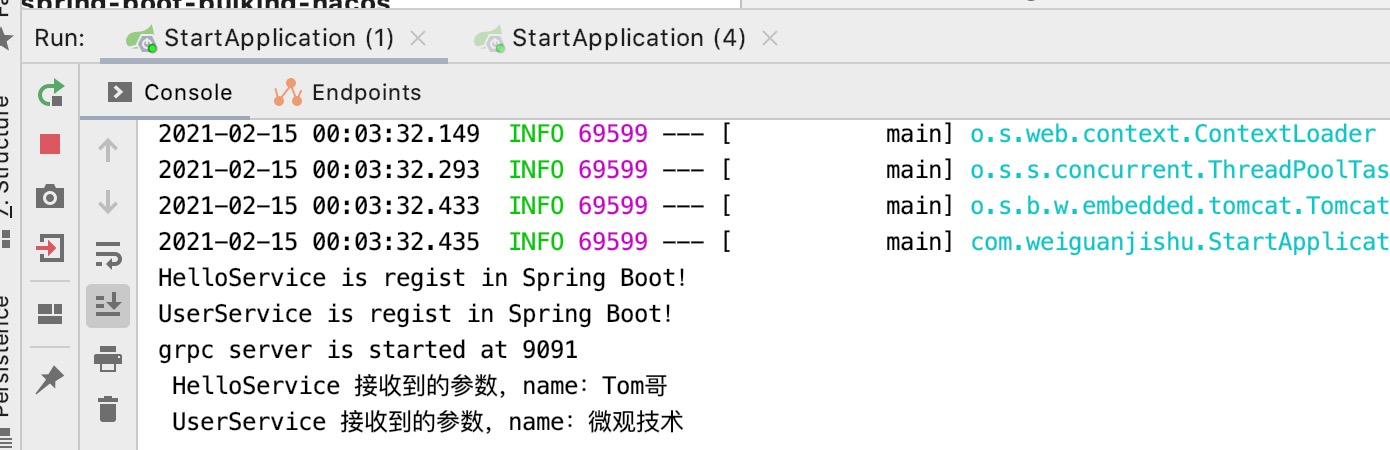 spring-boot-bulking-nacos
Run: StartApplication (1) StartApplication (4)
Console Endpoints
2021-02-15 00:03:32.149 INFO 69599 --- [ main] o.s.web.context.ContextLoader
2021-02-15 00:03:32.293 INFO 69599 --- [ main] o.s.s.concurrent.ThreadPoolTas
2021-02-15 00:03:32.433 INFO 69599 --- [ main] o.s.b.w.embedded.tomcat.Tomcat
2021-02-15 00:03:32.435 INFO 69599 --- [ main] com.weiguanjishu.StartApplicat
HelloService is regist in Spring Boot!
UserService is regist in Spring Boot!
grpc server is started at 9091
HelloService 接收到的参数，name：Tom哥
UserService 接收到的参数，name：微观技术
7: Structure
Persistence